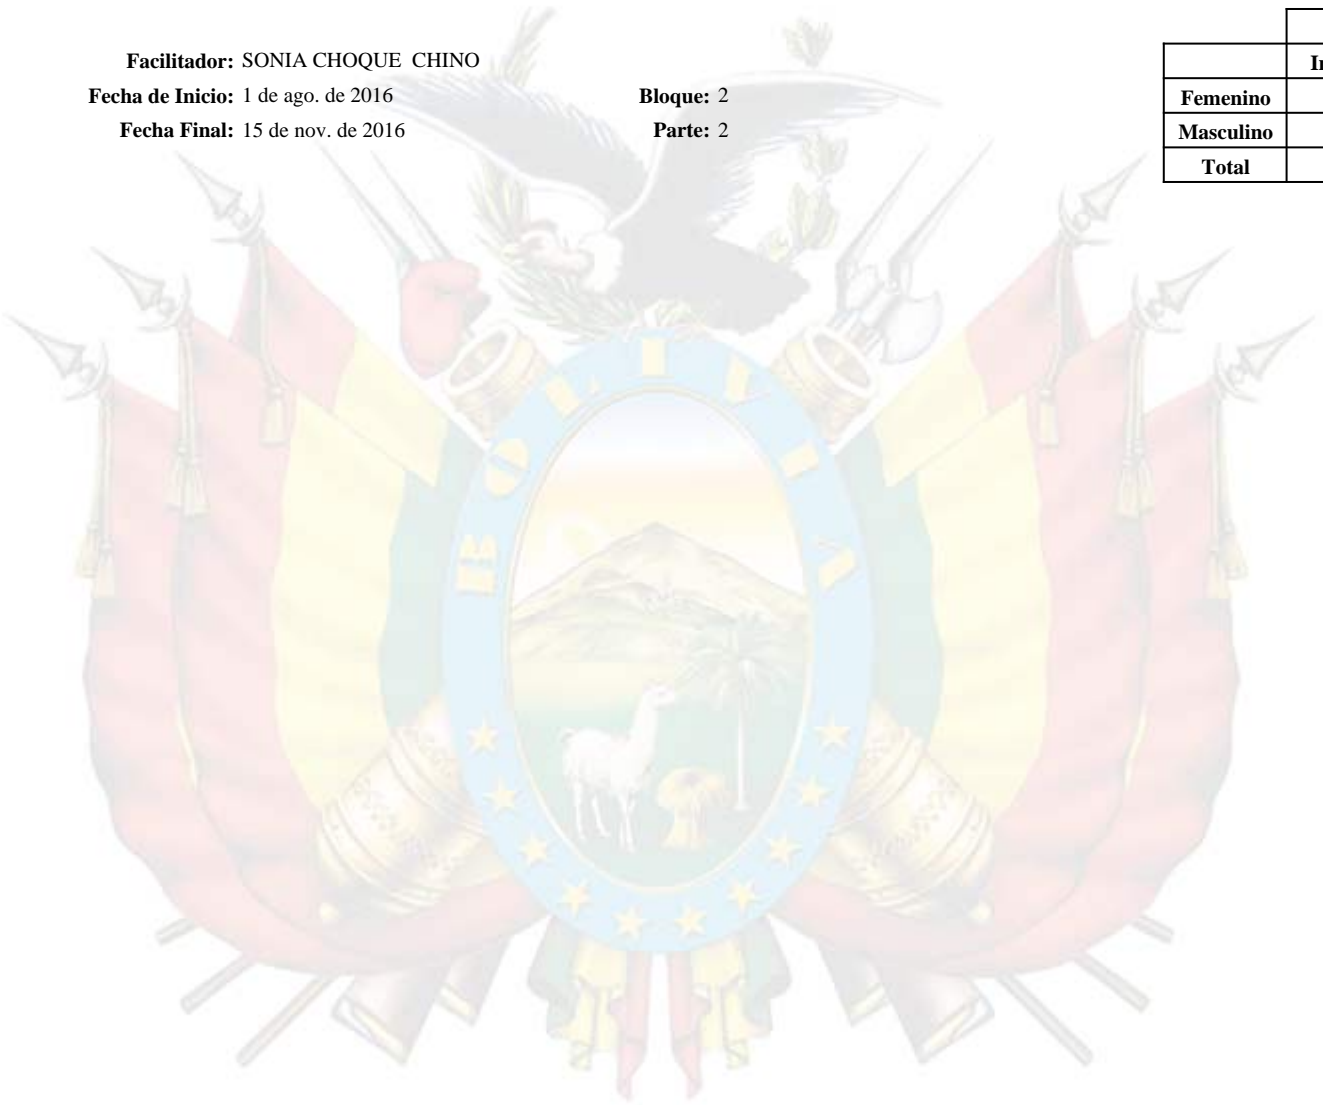 Facilitador: SONIA CHOQUE CHINO
Fecha de Inicio: 1 de ago. de 2016 Bloque: 2
Fecha Final: 15 de nov. de 2016 Parte: 2
Femenino
Masculino
Total
BOLIVIA